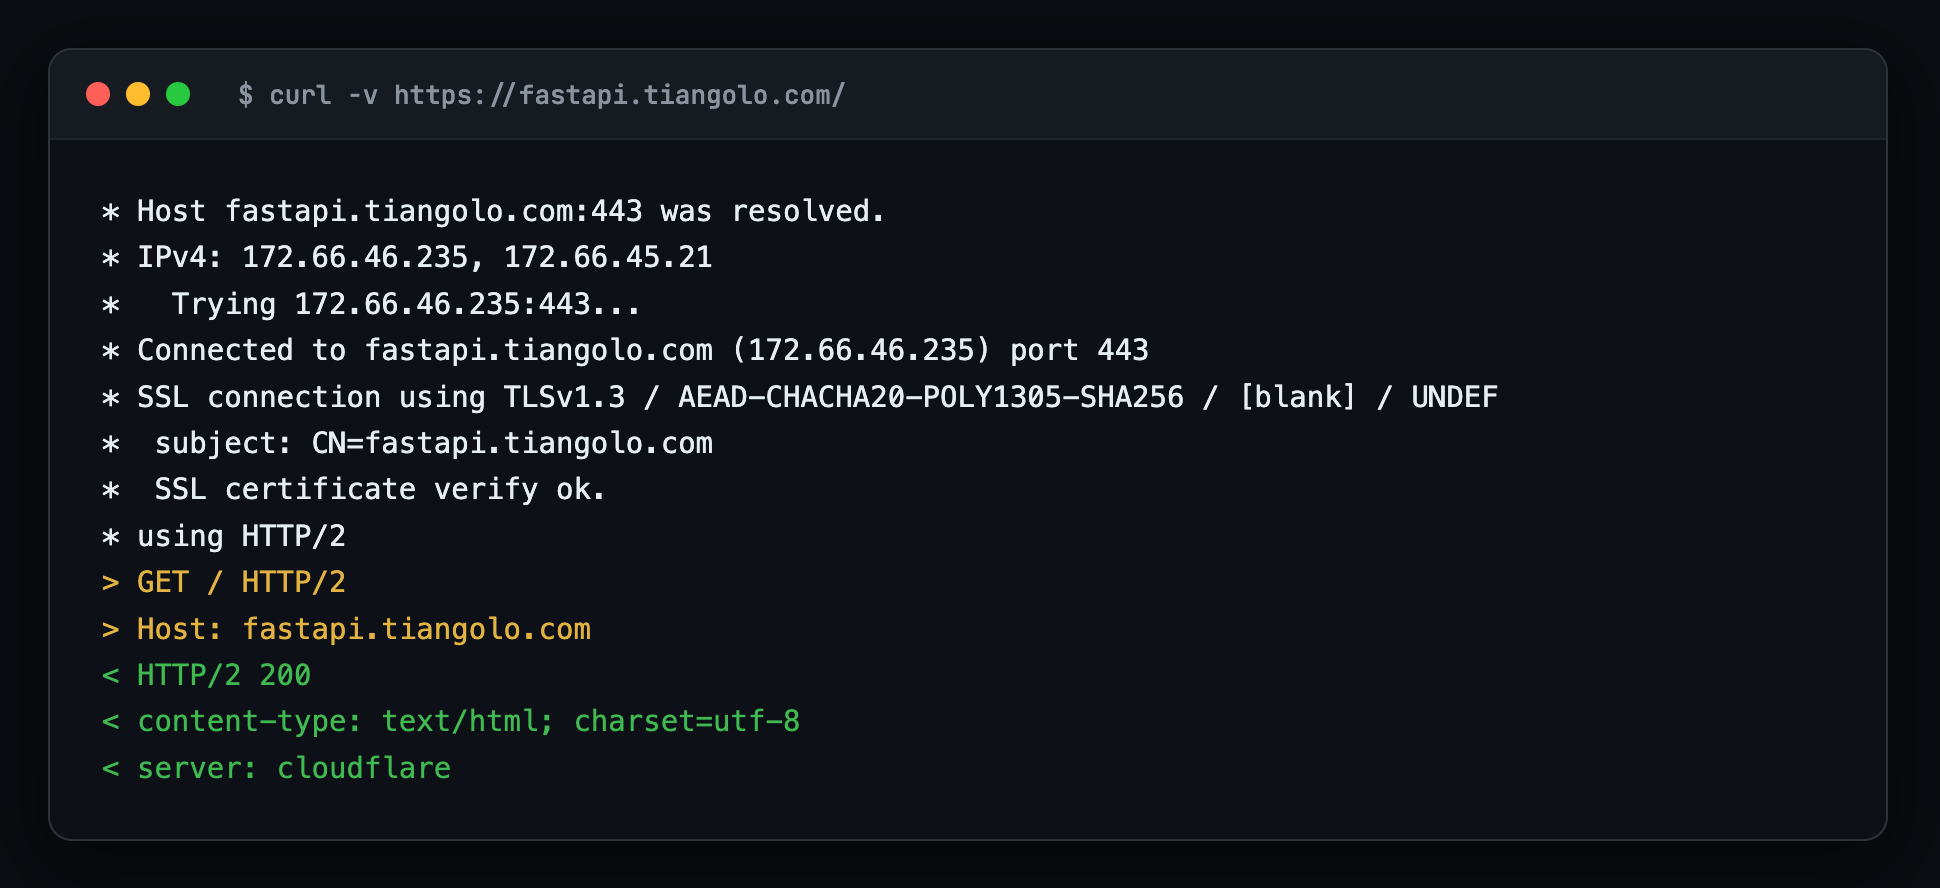 $ curl -v https://fastapi.tiangolo.com/
* Host fastapi.tiangolo.com:443 was resolved.
* IPv4: 172.66.46.235, 172.66.45.21
*   Trying 172.66.46.235:443...
* Connected to fastapi.tiangolo.com (172.66.46.235) port 443
* SSL connection using TLSv1.3 / AEAD-CHACHA20-POLY1305-SHA256 / [blank] / UNDEF
*  subject: CN=fastapi.tiangolo.com
*  SSL certificate verify ok.
* using HTTP/2
> GET / HTTP/2
> Host: fastapi.tiangolo.com
< HTTP/2 200
< content-type: text/html; charset=utf-8
< server: cloudflare